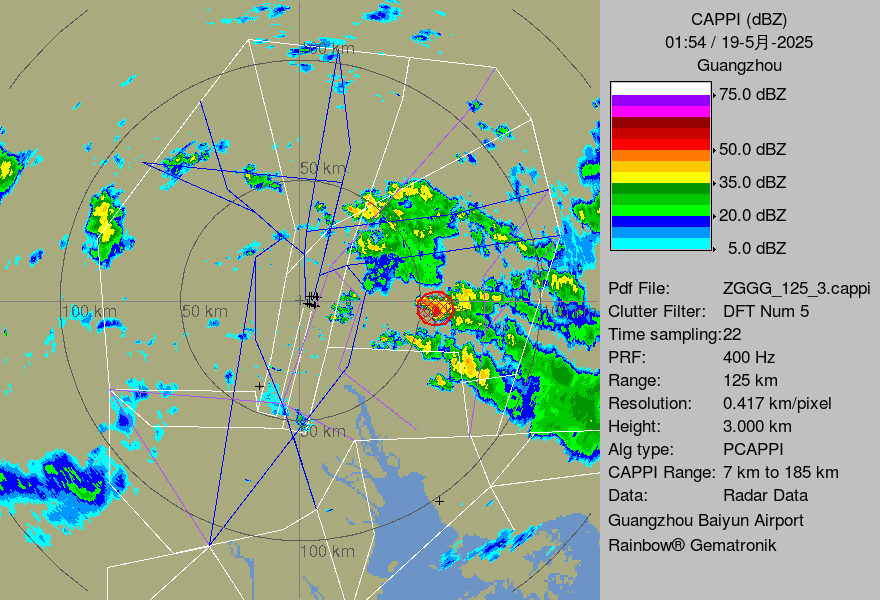 CAPPI (dBZ)
01:54 / 19-5月-2025
Guangzhou
75.0 dBZ
50.0 dBZ
35.0 dBZ
20.0 dBZ
5.0 dBZ
Pdf File: ZGGG_125_3.cappi
Clutter Filter: DFT Num 5
Time sampling:22
PRF: 400 Hz
Range: 125 km
Resolution: 0.417 km/pixel
Height: 3.000 km
Alg type: PCAPPI
CAPPI Range: 7 km to 185 km
Data: Radar Data
Guangzhou Baiyun Airport
Rainbow® Gematronik
100 km
50 km
100 km
50 km
50 km
100 km